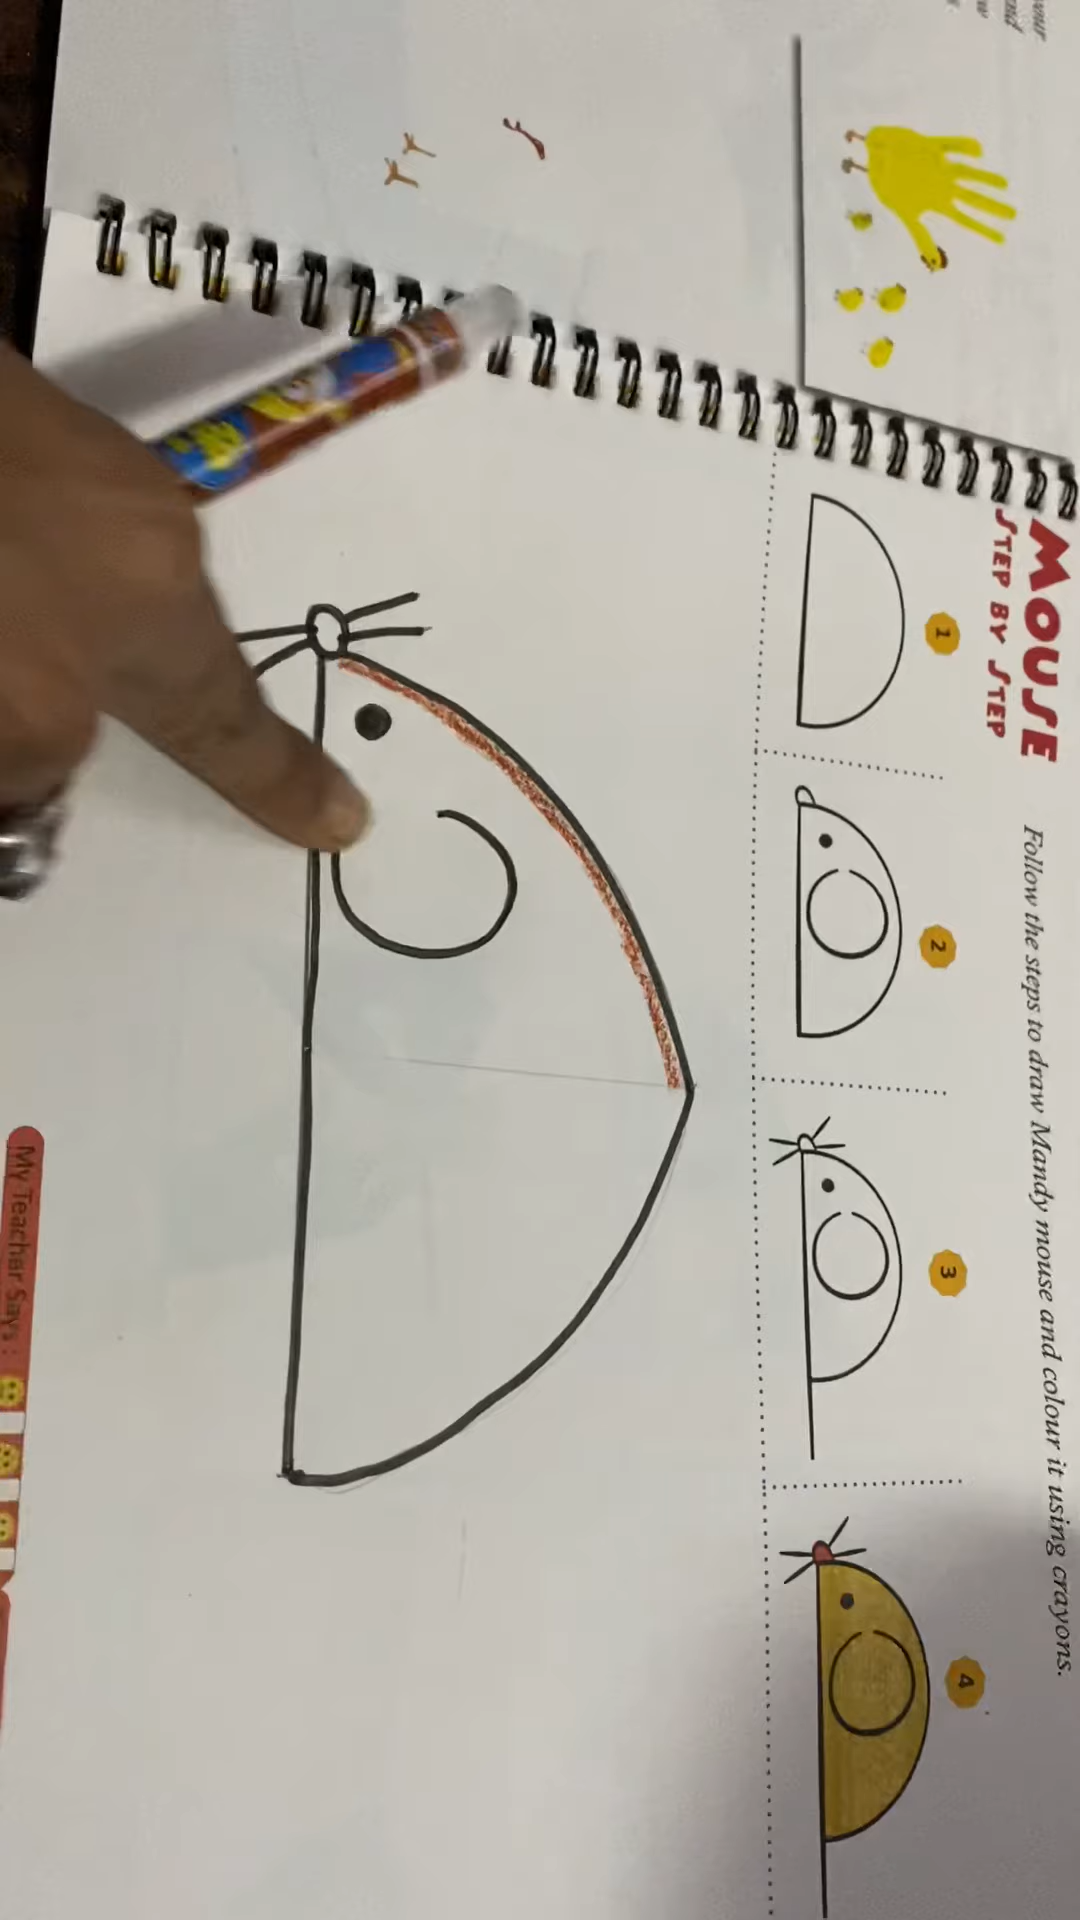 MOUSE
STEP BY STEP
Follow the steps to draw Mandy mouse and colour it using crayons.
1
2
3
4
My Teacher Says :